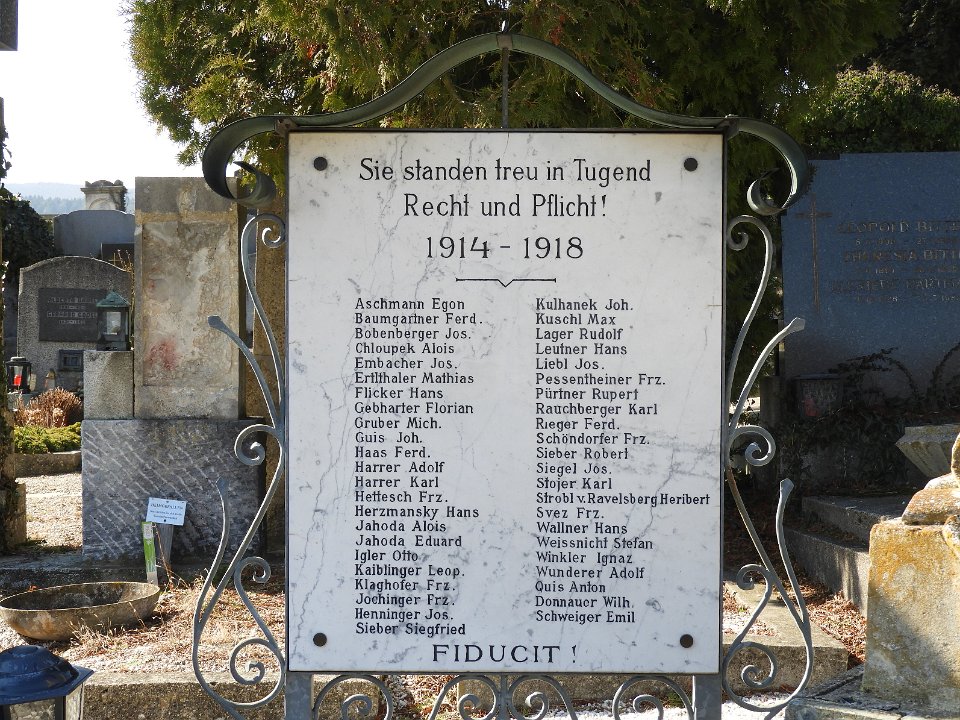 Sie standen treu in Tugend
Recht und Pflicht!
1914 - 1918
Aschmann Egon
Baumgartner Ferd.
Bobenberger Jos.
Chloupek Alois
Embacher Jos.
Ertlthaler Mathias
Flicker Hans
Gebharter Florian
Gruber Mich.
Guis Joh.
Haas Ferd.
Harrer Adolf
Harrer Karl
Hettesch Frz.
Herzmansky Hans
Jahoda Alois
Jahoda Eduard
Igler Otto
Kaiblinger Leop.
Klaghofer Frz.
Jochinger Frz.
Henninger Jos.
Sieber Siegfried
Kulhanek Joh.
Kuschl Max
Lager Rudolf
Leutner Hans
Liebl Jos.
Pessentheiner Frz.
Pürtner Rupert
Rauchberger Karl
Rieger Ferd.
Schöndorfer Frz.
Sieber Robert
Siegel Jos.
Stojer Karl
Strobl v. Ravelsberg Heribert
Svez Frz.
Wallner Hans
Weissnicht Stefan
Winkler Ignaz
Wunderer Adolf
Quis Anton
Donnauer Wilh.
Schweiger Emil
FIDUCIT!
LEOPOLD
THERESIA